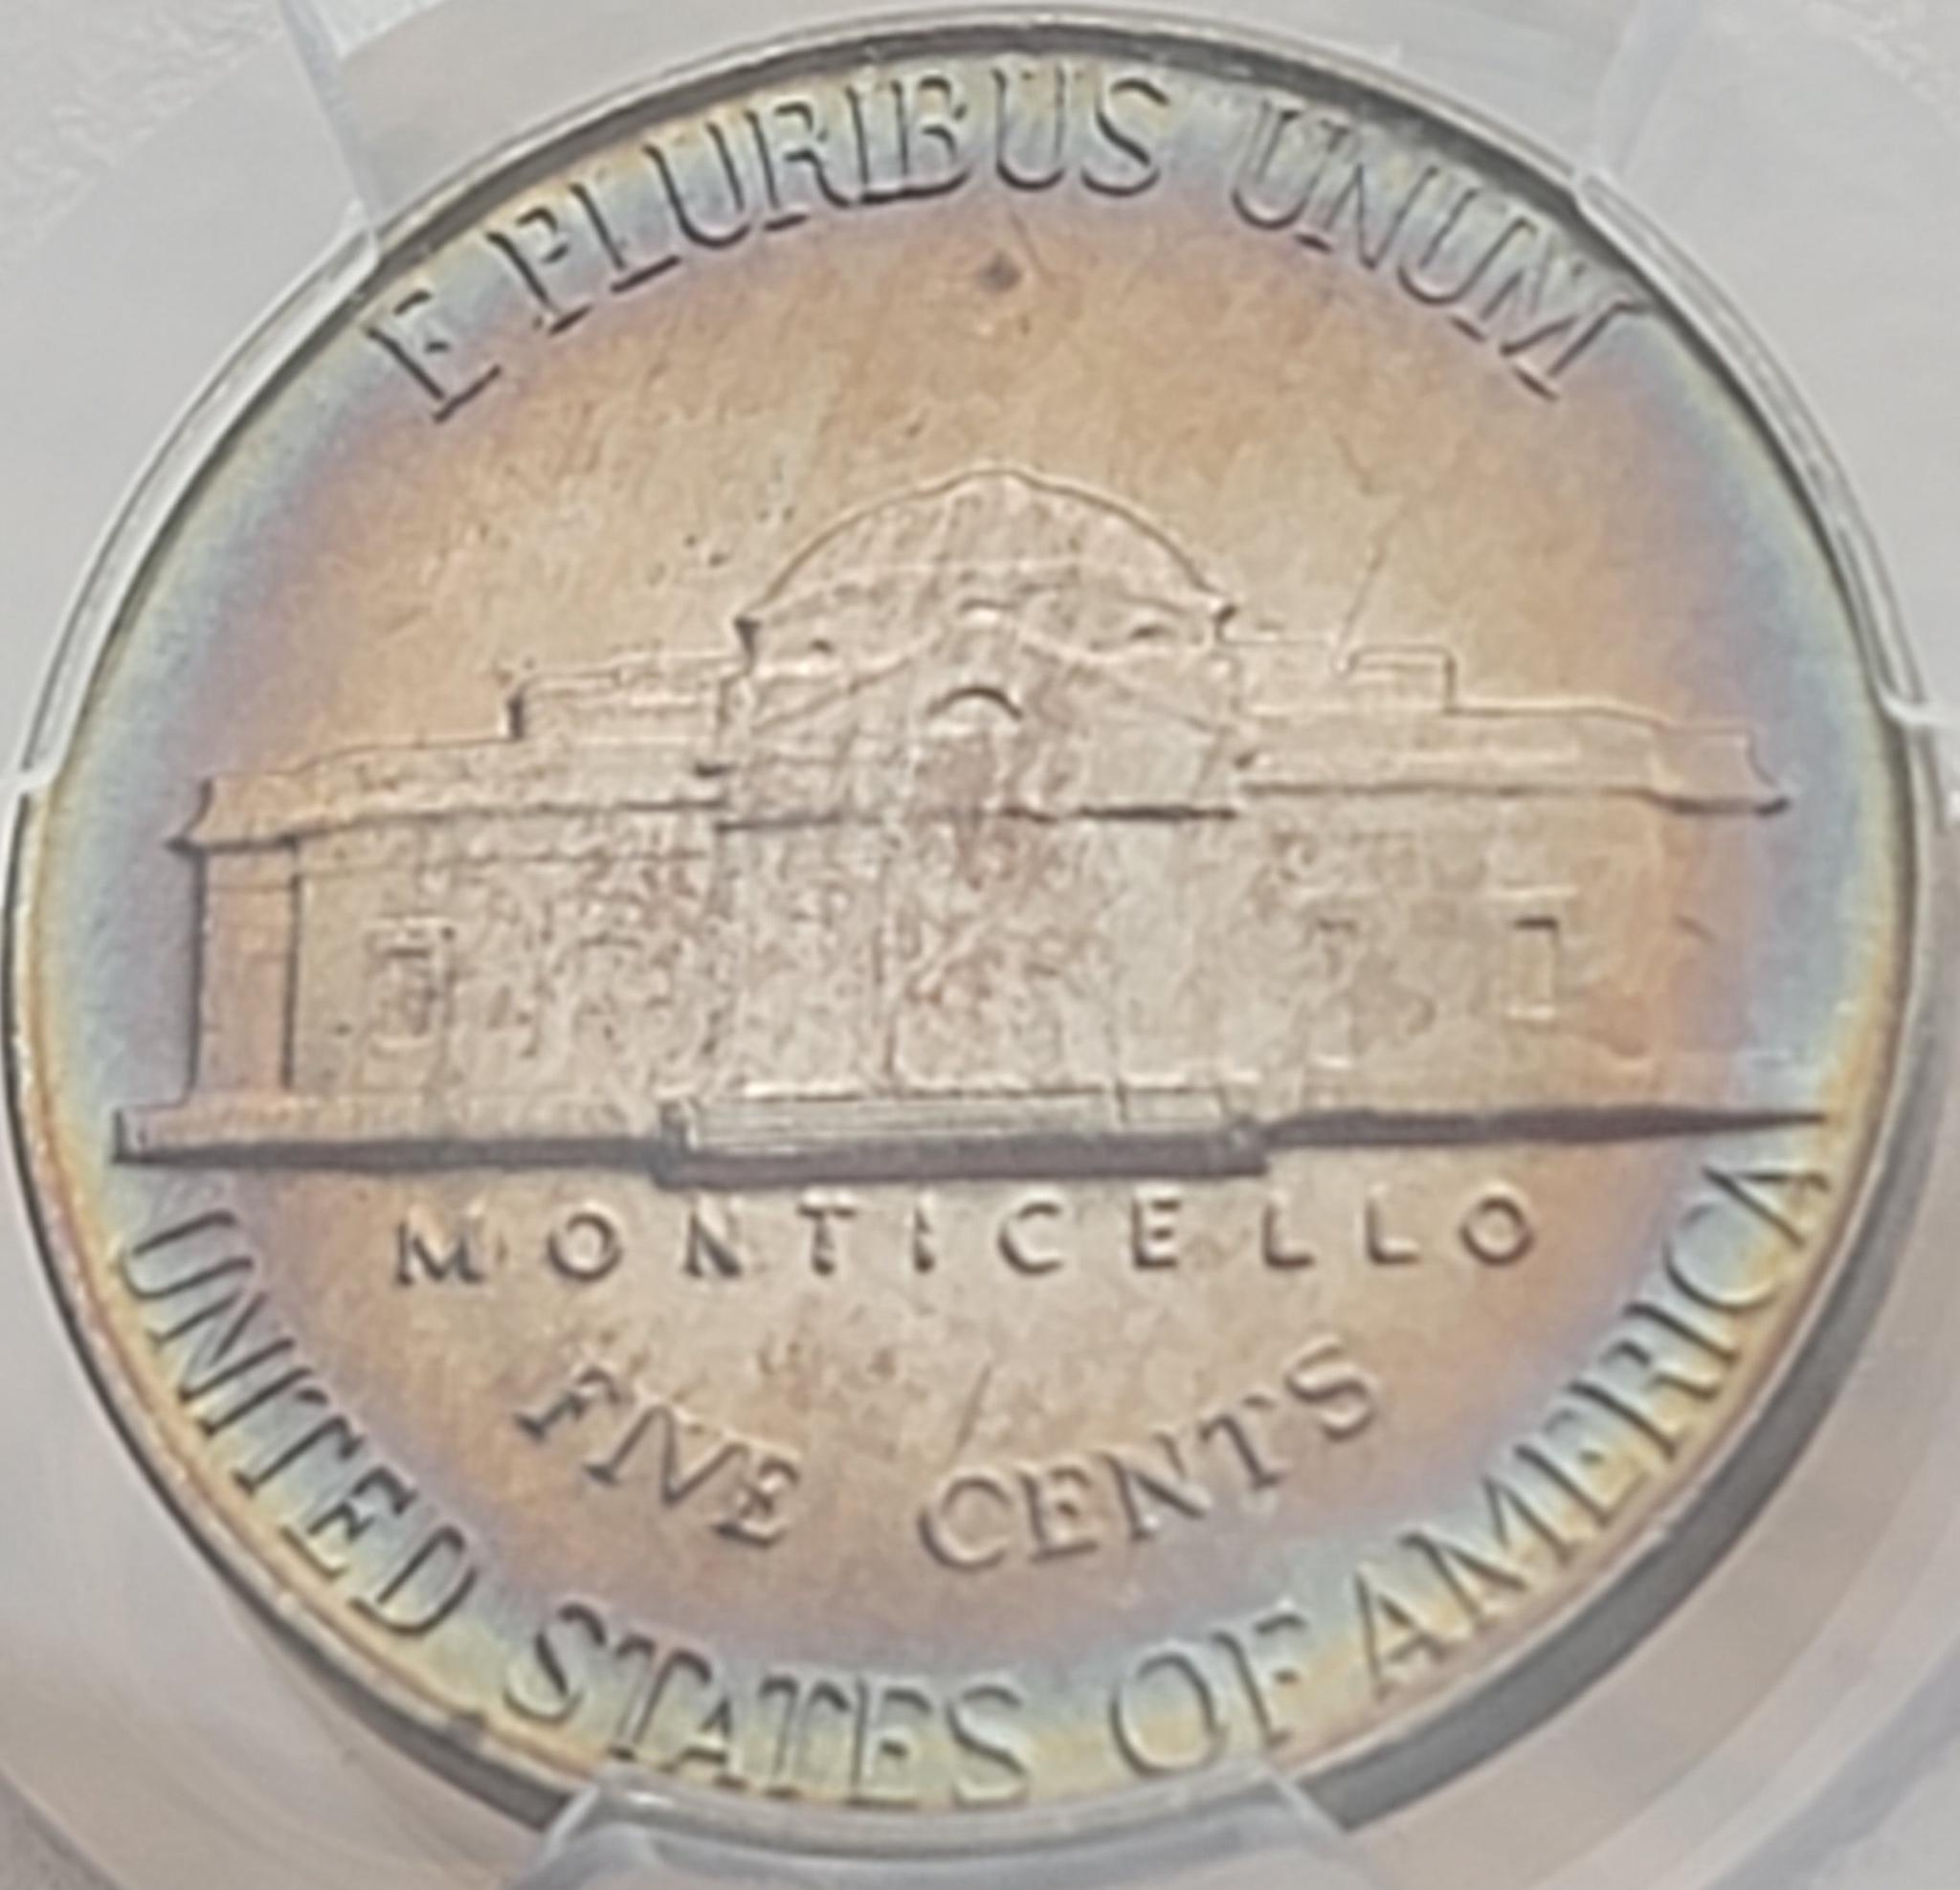 E PLURIBUS UNUM
MONTICELLO
FIVE CENTS
UNITED STATES OF AMERICA